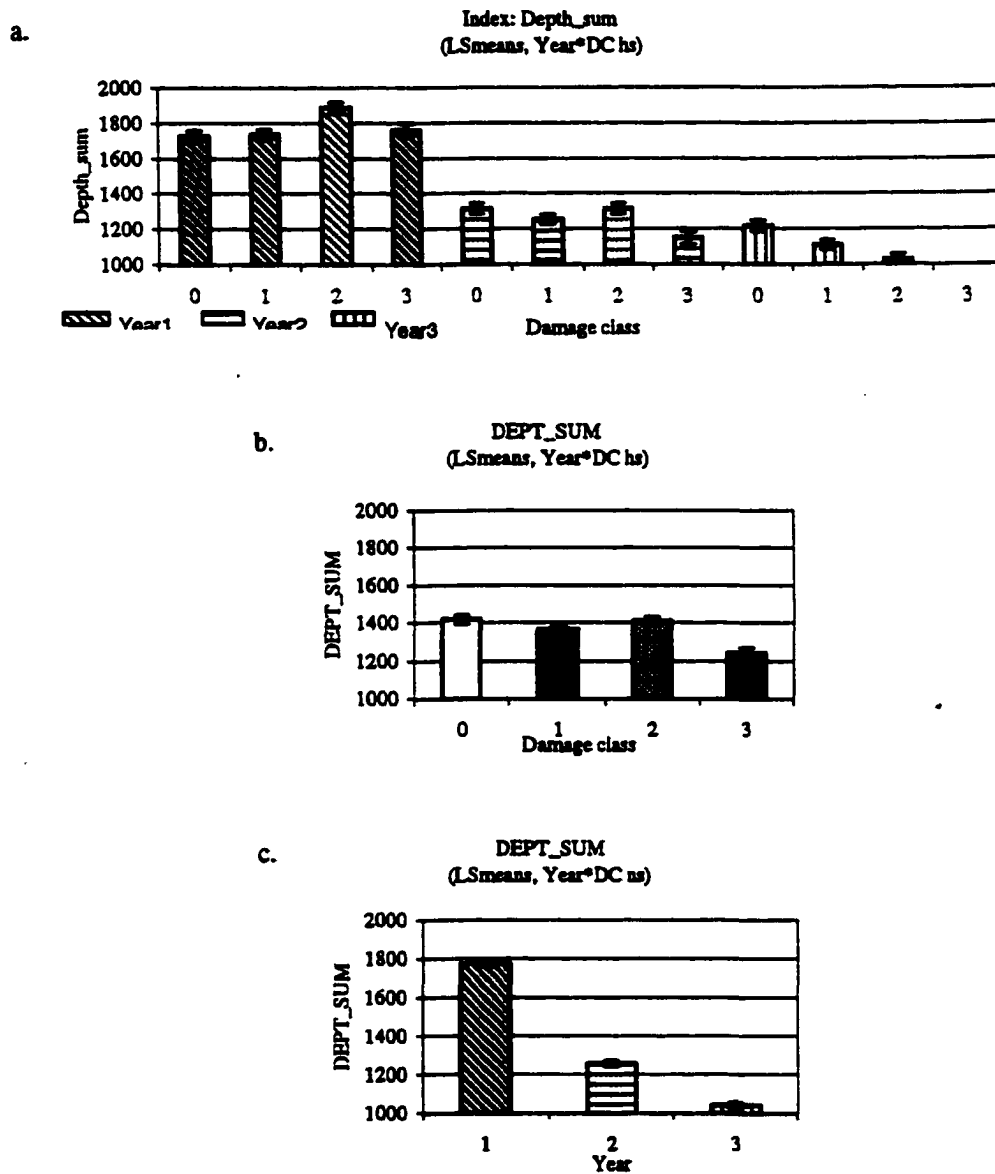 a.
Index: Depth_sum
(LSmeans, Year*DC hs)
Depth_sum
2000
1800
1600
1400
1200
1000
0 1 2 3 0 1 2 3 0 1 2 3
Year1 Year2 Year3
Damage class
b.
DEPT_SUM
(LSmeans, Year*DC hs)
DEPT_SUM
2000
1800
1600
1400
1200
1000
0 1 2 3
Damage class
c.
DEPT_SUM
(LSmeans, Year*DC ns)
DEPT_SUM
2000
1800
1600
1400
1200
1000
1 2 3
Year